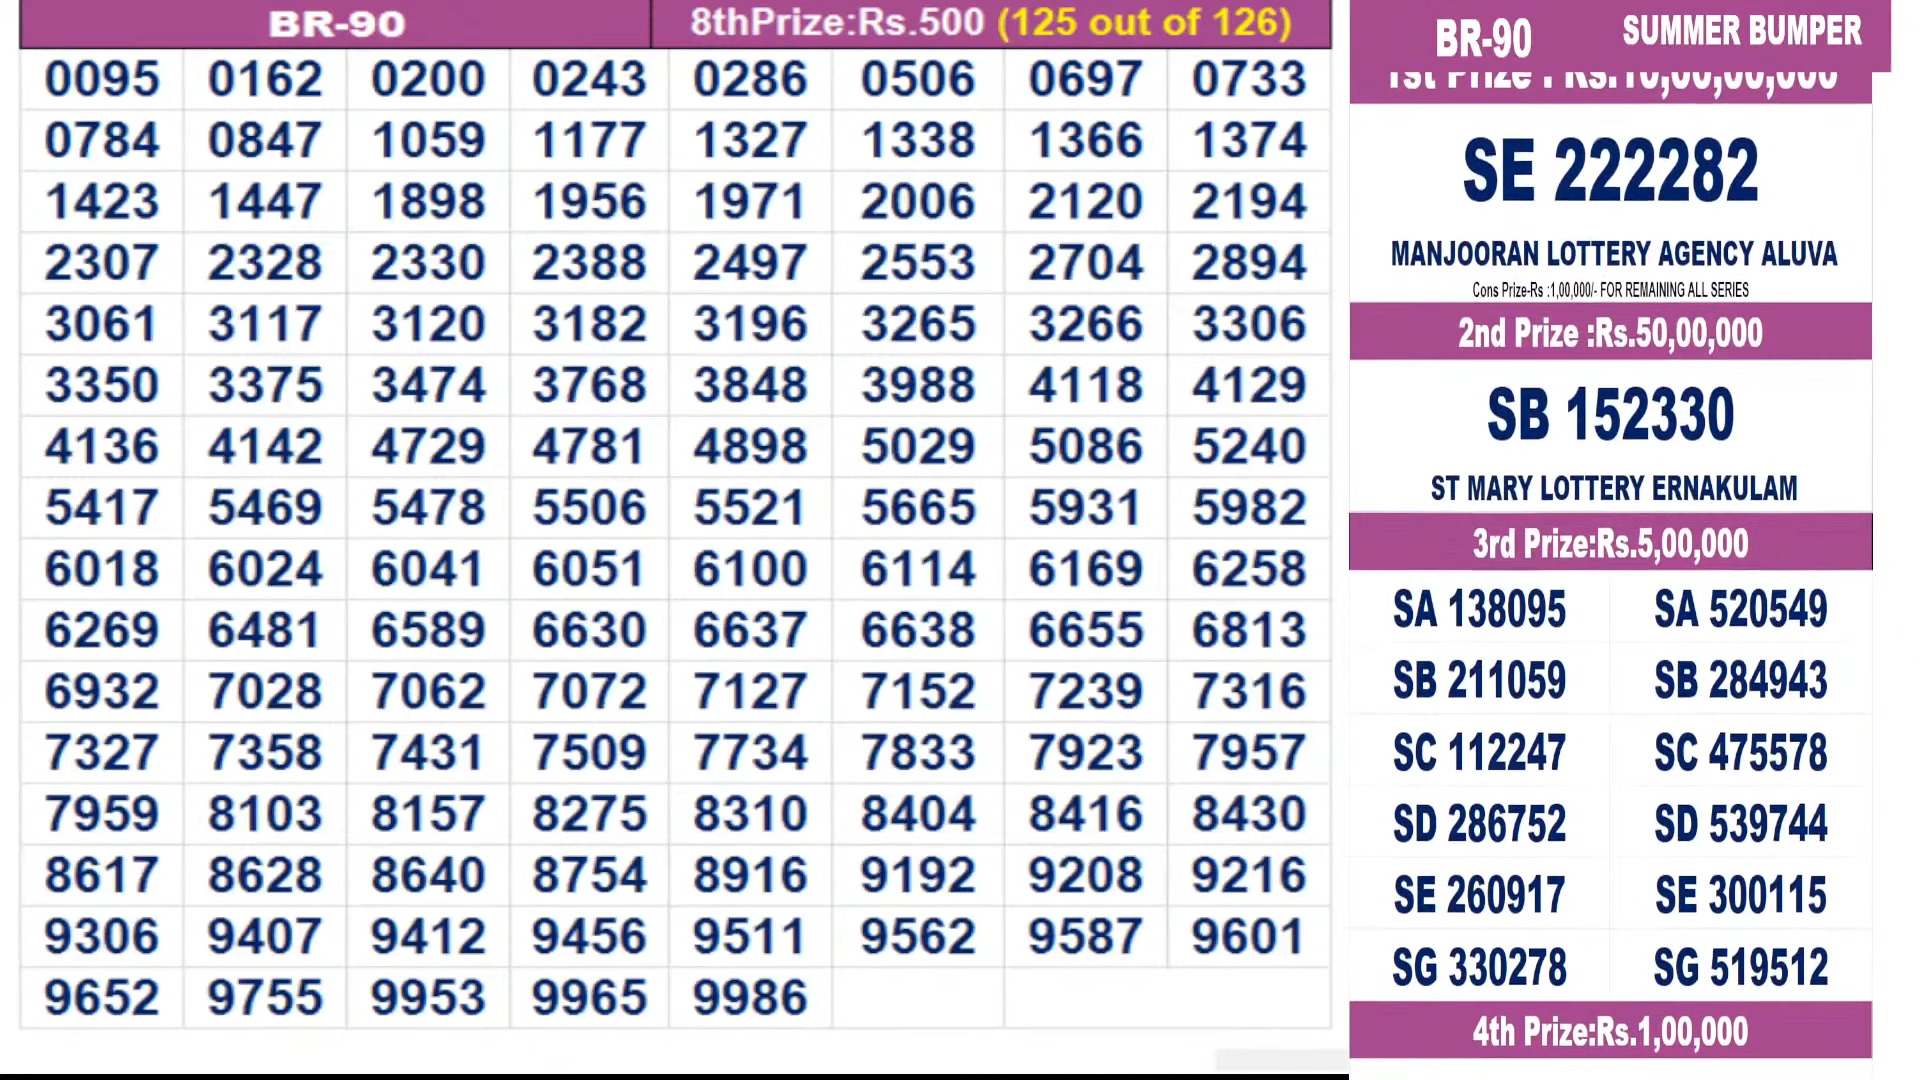 BR-90 8thPrize:Rs.500 (125 out of 126)
0095 0162 0200 0243 0286 0506 0697 0733
0784 0847 1059 1177 1327 1338 1366 1374
1423 1447 1898 1956 1971 2006 2120 2194
2307 2328 2330 2388 2497 2553 2704 2894
3061 3117 3120 3182 3196 3265 3266 3306
3350 3375 3474 3768 3848 3988 4118 4129
4136 4142 4729 4781 4898 5029 5086 5240
5417 5469 5478 5506 5521 5665 5931 5982
6018 6024 6041 6051 6100 6114 6169 6258
6269 6481 6589 6630 6637 6638 6655 6813
6932 7028 7062 7072 7127 7152 7239 7316
7327 7358 7431 7509 7734 7833 7923 7957
7959 8103 8157 8275 8310 8404 8416 8430
8617 8628 8640 8754 8916 9192 9208 9216
9306 9407 9412 9456 9511 9562 9587 9601
9652 9755 9953 9965 9986
BR-90 SUMMER BUMPER
1st Prize : Rs.10,00,00,000
SE 222282
MANJOORAN LOTTERY AGENCY ALUVA
Cons Prize-Rs :1,00,000/- FOR REMAINING ALL SERIES
2nd Prize :Rs.50,00,000
SB 152330
ST MARY LOTTERY ERNAKULAM
3rd Prize:Rs.5,00,000
SA 138095 SA 520549
SB 211059 SB 284943
SC 112247 SC 475578
SD 286752 SD 539744
SE 260917 SE 300115
SG 330278 SG 519512
4th Prize:Rs.1,00,000